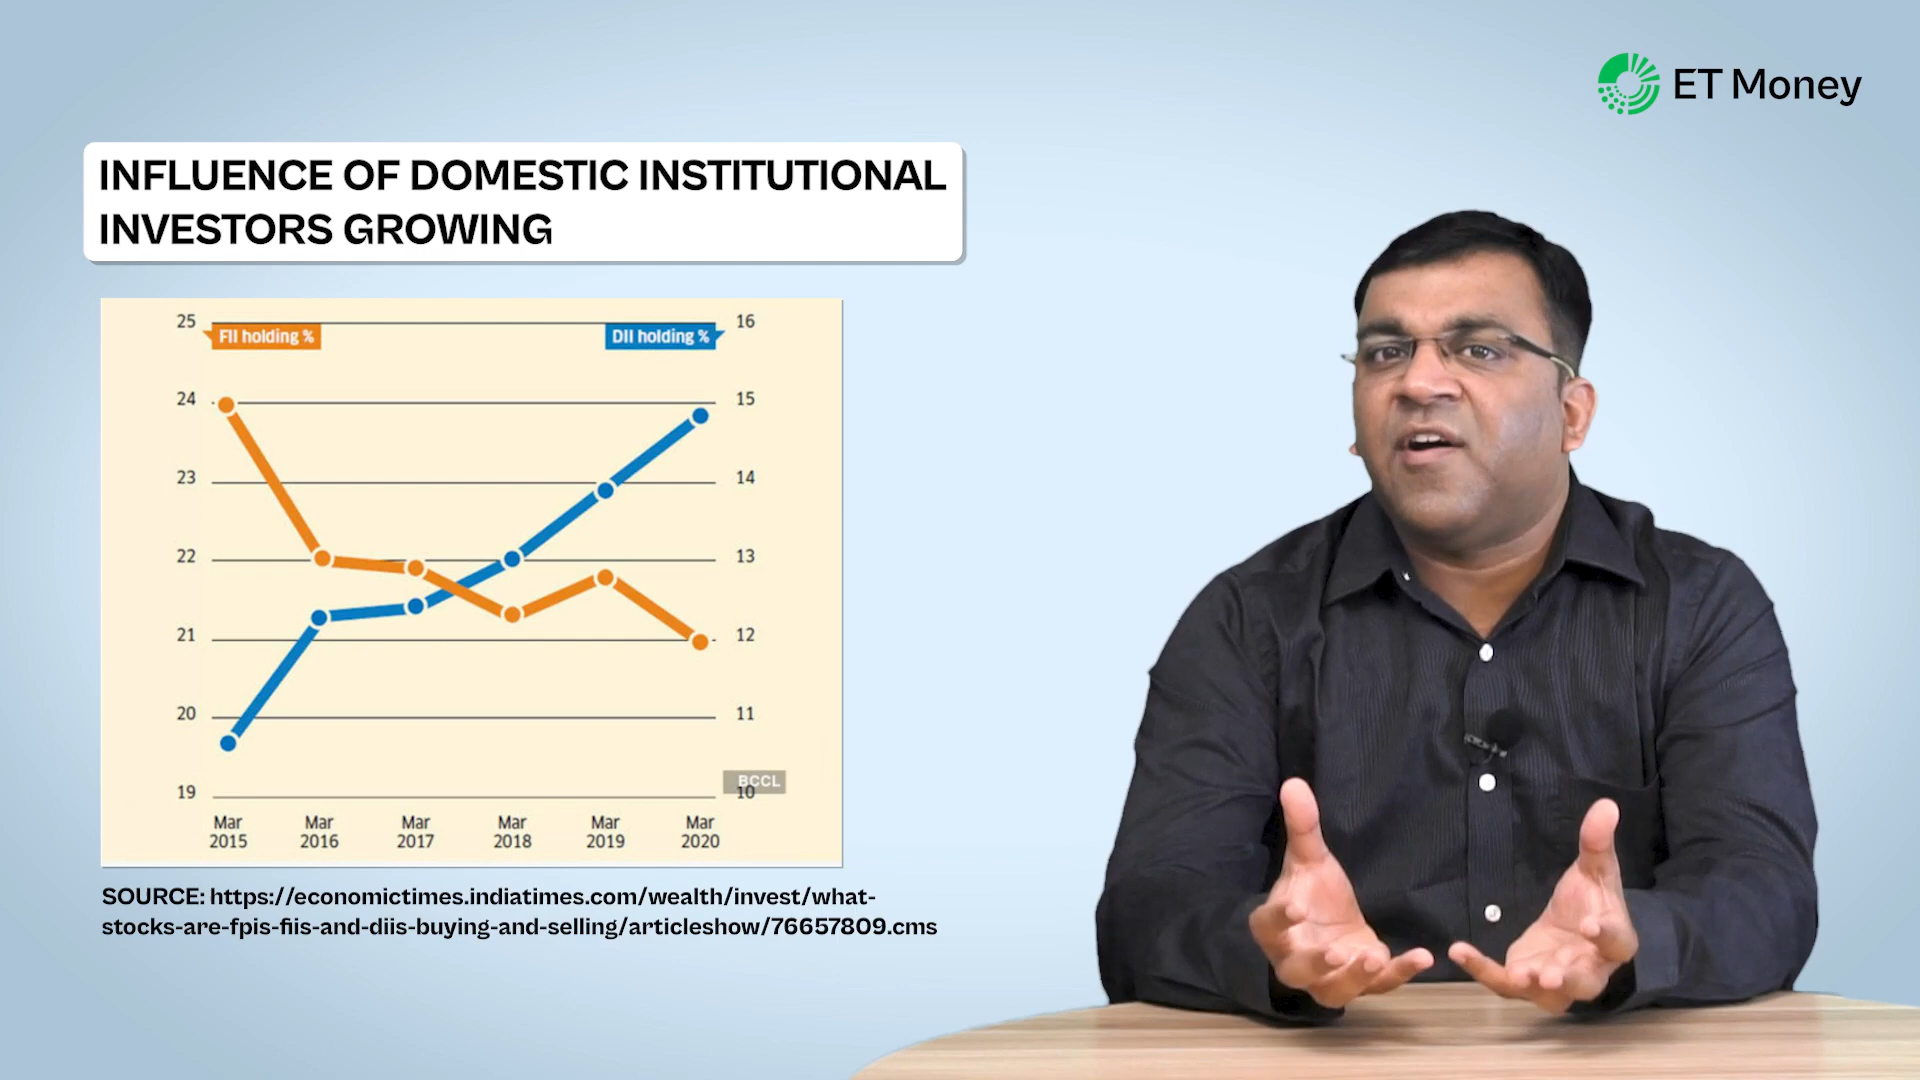 ET Money
INFLUENCE OF DOMESTIC INSTITUTIONAL
INVESTORS GROWING
25 16
FII holding % DII holding %
24 15
23 14
22 13
21 12
20 11
BCCL
19 10
Mar Mar Mar Mar Mar Mar
2015 2016 2017 2018 2019 2020
SOURCE: https://economictimes.indiatimes.com/wealth/invest/what-
stocks-are-fpis-fiis-and-diis-buying-and-selling/articleshow/76657809.cms